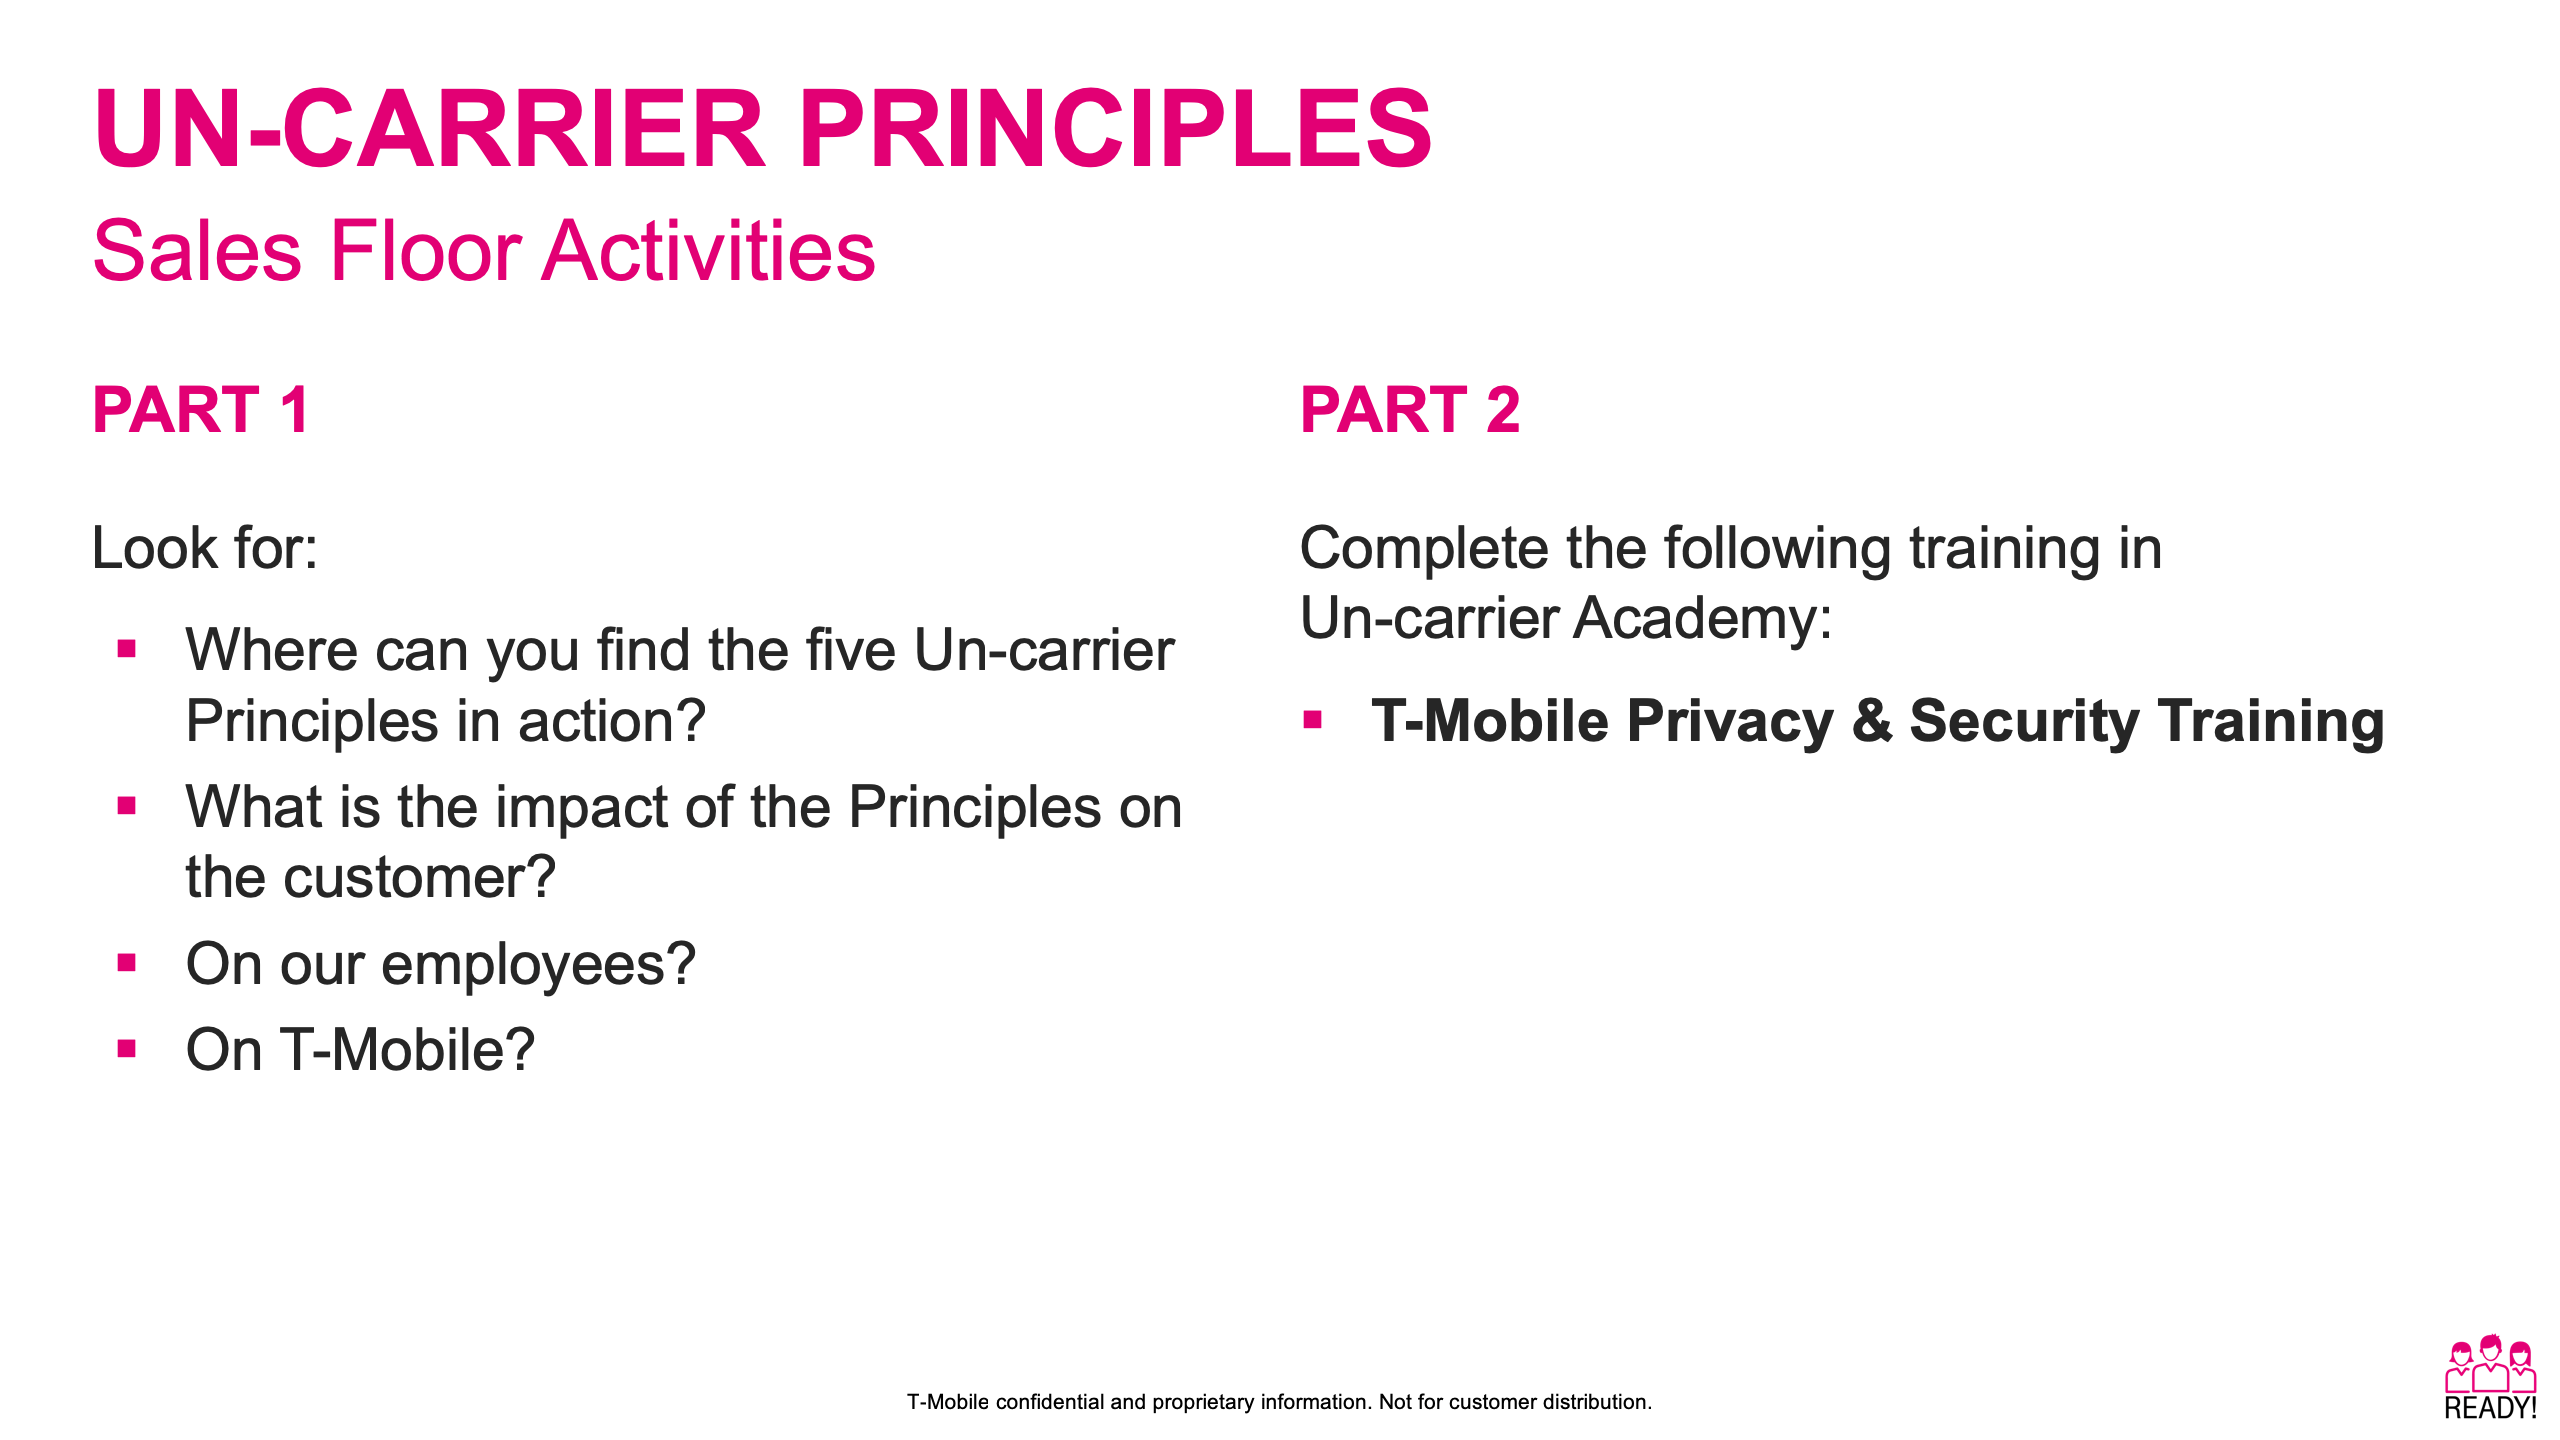 UN-CARRIER PRINCIPLES
Sales Floor Activities
PART 1
Look for:
Where can you find the five Un-carrier
Principles in action?
What is the impact of the Principles on
the customer?
On our employees?
On T-Mobile?
PART 2
Complete the following training in
Un-carrier Academy:
T-Mobile Privacy & Security Training
T-Mobile confidential and proprietary information. Not for customer distribution.
READY!